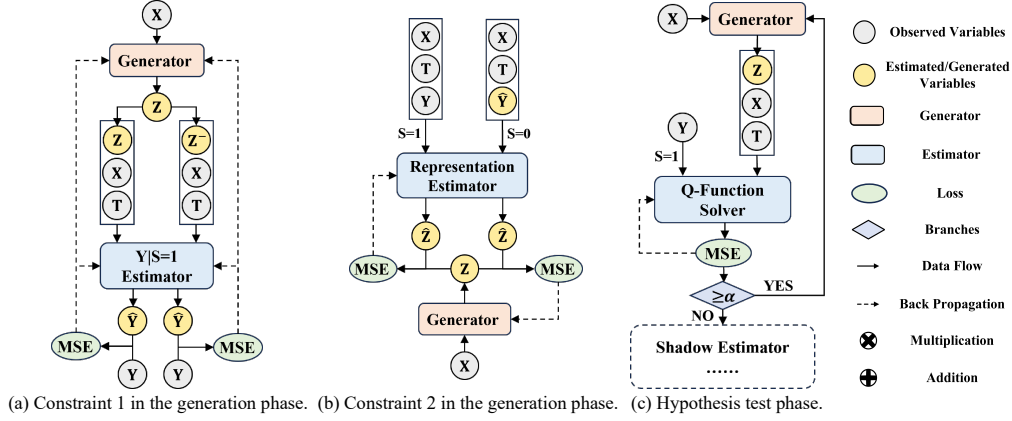 X
Generator
Z
Z
X
T
Z⁻
X
T
Y|S=1
Estimator
Ŷ
Ŷ
MSE
MSE
Y
Y
(a) Constraint 1 in the generation phase.
X
T
Y
X
T
Ŷ
S=1
S=0
Representation
Estimator
Ẑ
Ẑ
MSE
Z
MSE
Generator
X
(b) Constraint 2 in the generation phase.
X
Generator
Z
X
T
Y
S=1
Q-Function
Solver
MSE
≥α
YES
NO
Shadow Estimator
......
(c) Hypothesis test phase.
Observed Variables
Estimated/Generated
Variables
Generator
Estimator
Loss
Branches
Data Flow
Back Propagation
Multiplication
Addition